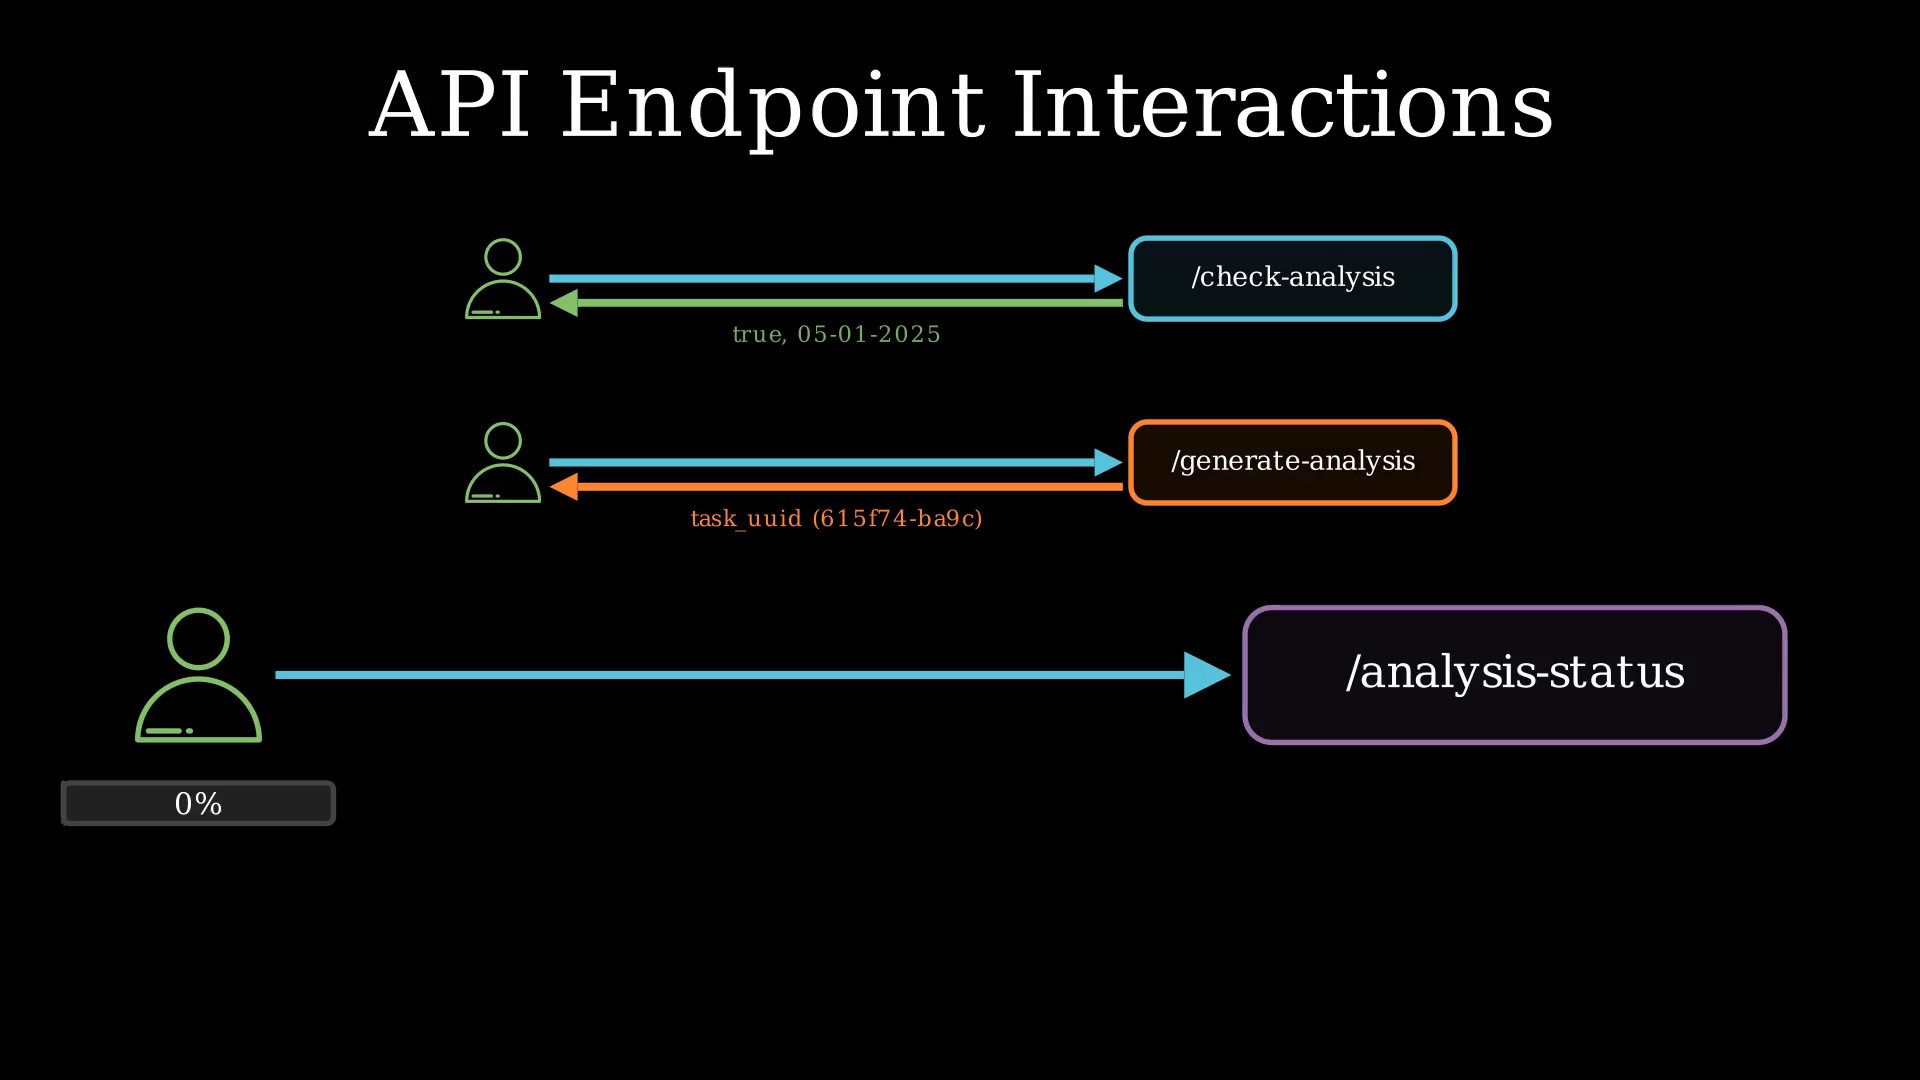 API Endpoint Interactions
/check-analysis
true, 05-01-2025
/generate-analysis
task_uuid (615f74-ba9c)
/analysis-status
0%